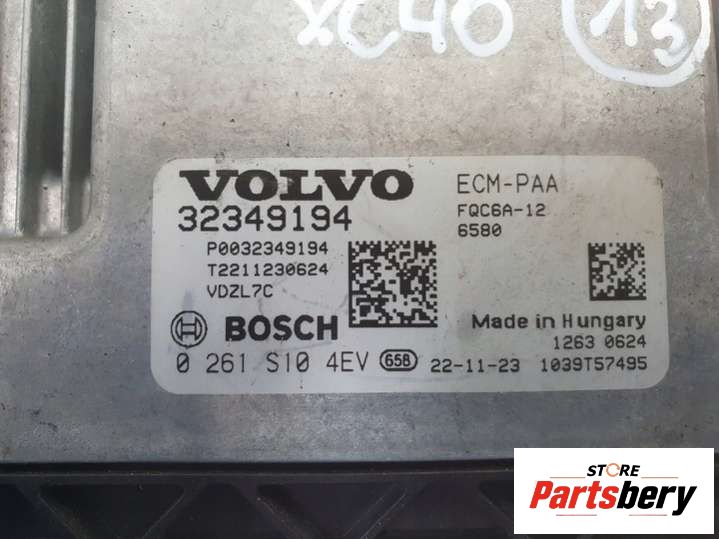 XC40 13
VOLVO ECM-PAA
32349194 FQC6A-12
6580
P0032349194
T2211230624
VDZL7C
BOSCH Made in Hungary
1263 0624
0 261 S10 4EV 65B 22-11-23 1039T57495
STORE
Partsbery